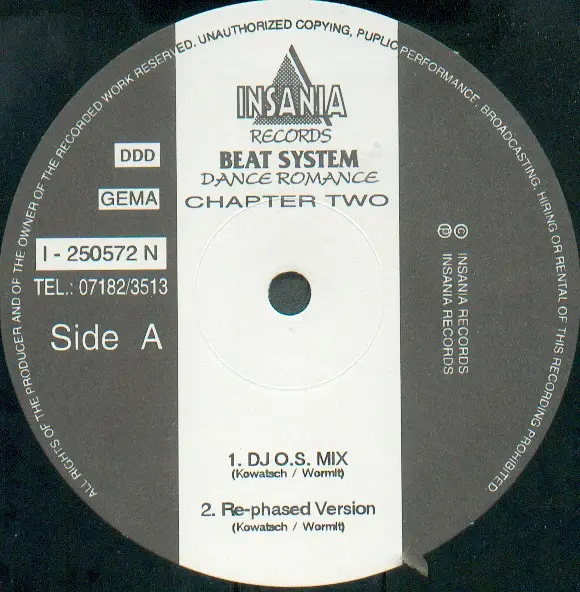 ALL RIGHTS OF THE PRODUCER AND OF THE OWNER OF THE RECORDED WORK RESERVED. UNAUTHORIZED COPYING, PUPLIC PERFORMANCE. BROADCASTING, HIRING OR RENTAL OF THIS RECORDING PROHIBITED
INSANIA
RECORDS
BEAT SYSTEM
DANCE ROMANCE
CHAPTER TWO
DDD
GEMA
I - 250572 N
TEL.: 07182/3513
Side A
© INSANIA RECORDS
℗ INSANIA RECORDS
1. DJ O.S. MIX
(Kowatsch / Wormit)
2. Re-phased Version
(Kowatsch / Wormit)